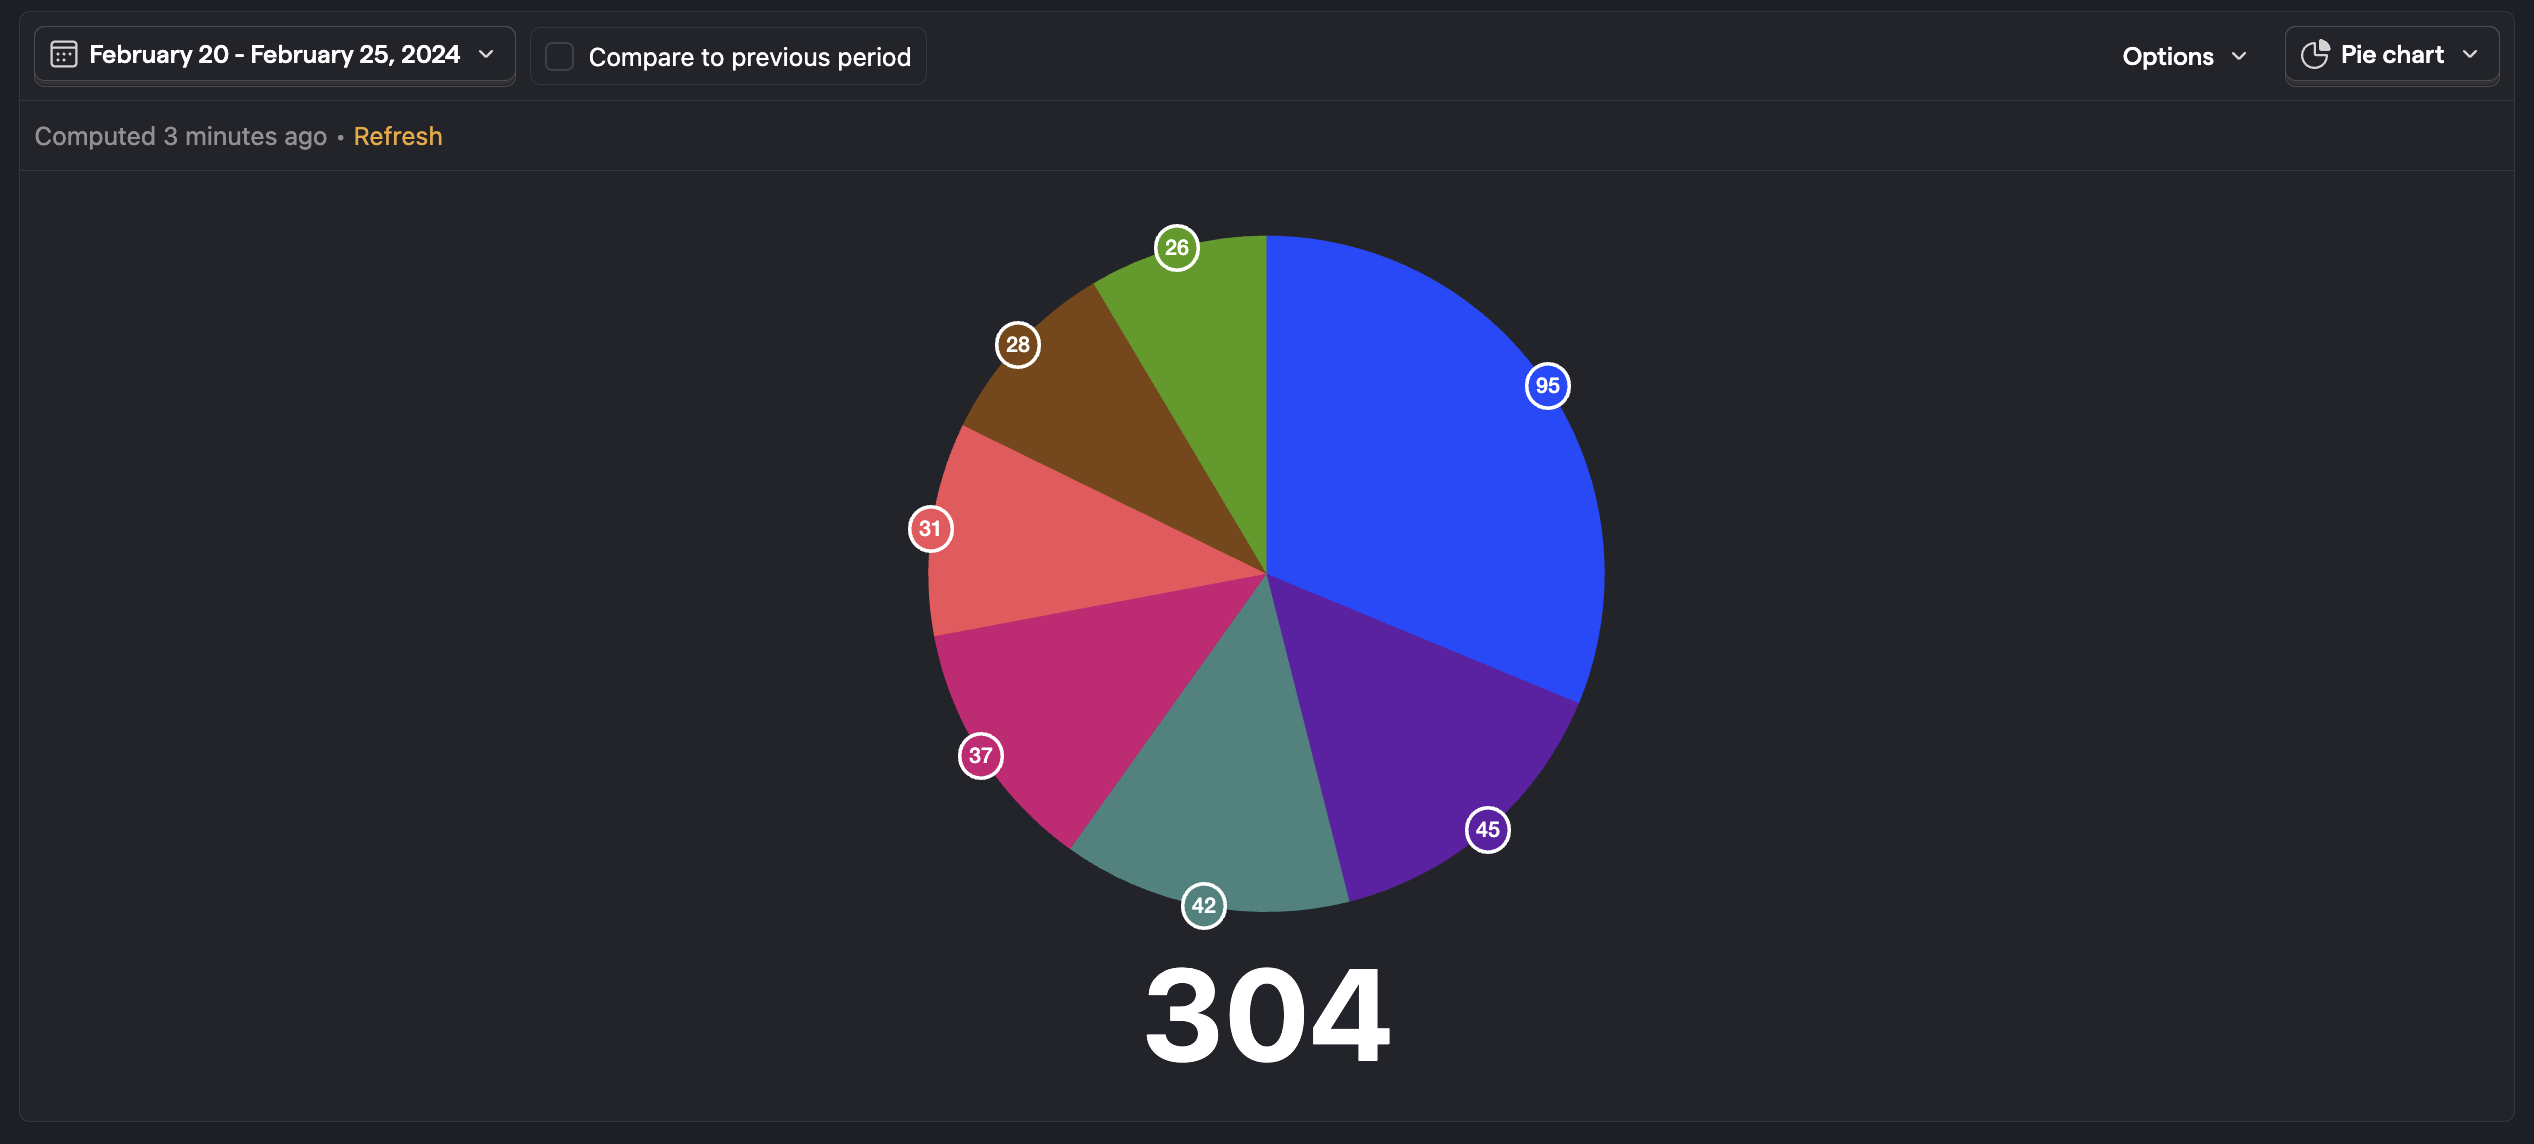 February 20 - February 25, 2024
Compare to previous period
Options
Pie chart
Computed 3 minutes ago • Refresh
26
28
95
31
37
45
42
304